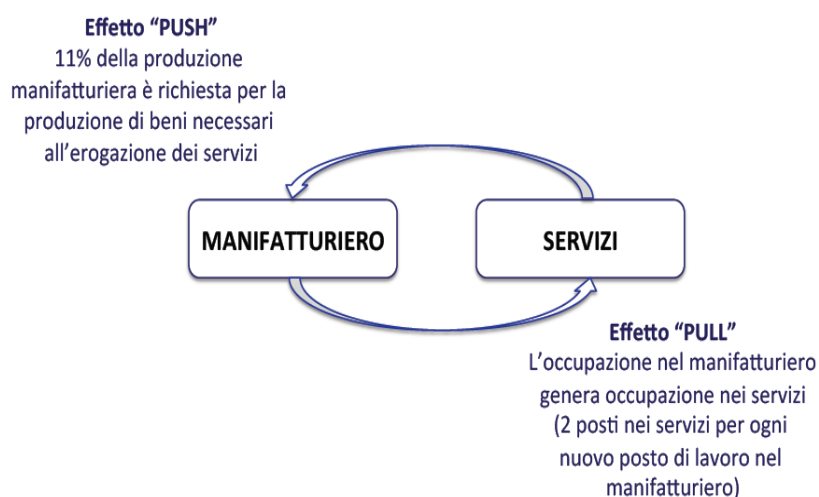 Effetto “PUSH”
11% della produzione
manifatturiera è richiesta per la
produzione di beni necessari
all’erogazione dei servizi
MANIFATTURIERO
SERVIZI
Effetto “PULL”
L’occupazione nel manifatturiero
genera occupazione nei servizi
(2 posti nei servizi per ogni
nuovo posto di lavoro nel
manifatturiero)